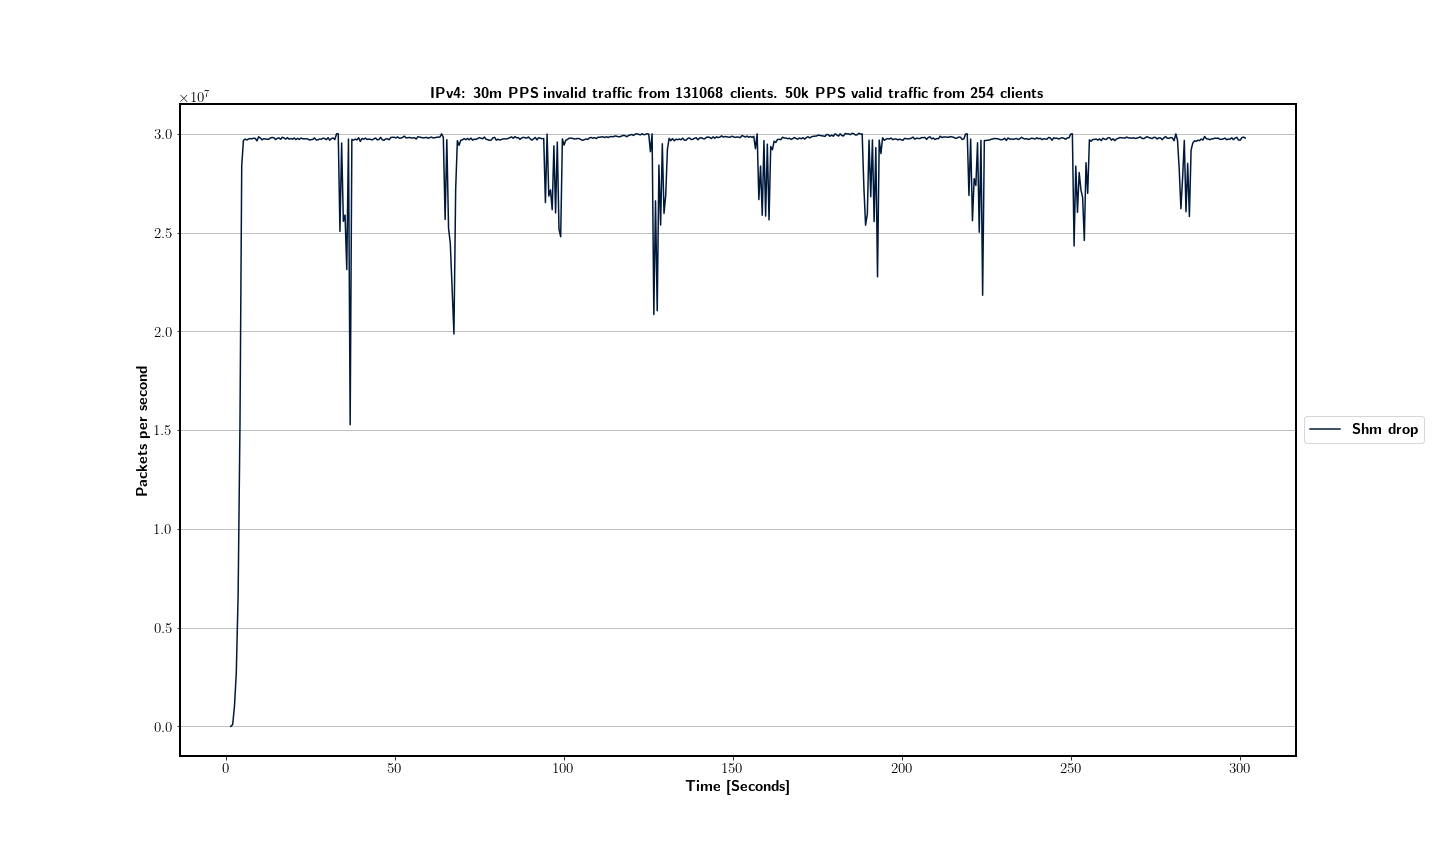 IPv4: 30m PPS invalid traffic from 131068 clients. 50k PPS valid traffic from 254 clients
×10⁷
3.0
2.5
2.0
1.5
1.0
0.5
0.0
Packets per second
Shm drop
0 50 100 150 200 250 300
Time [Seconds]